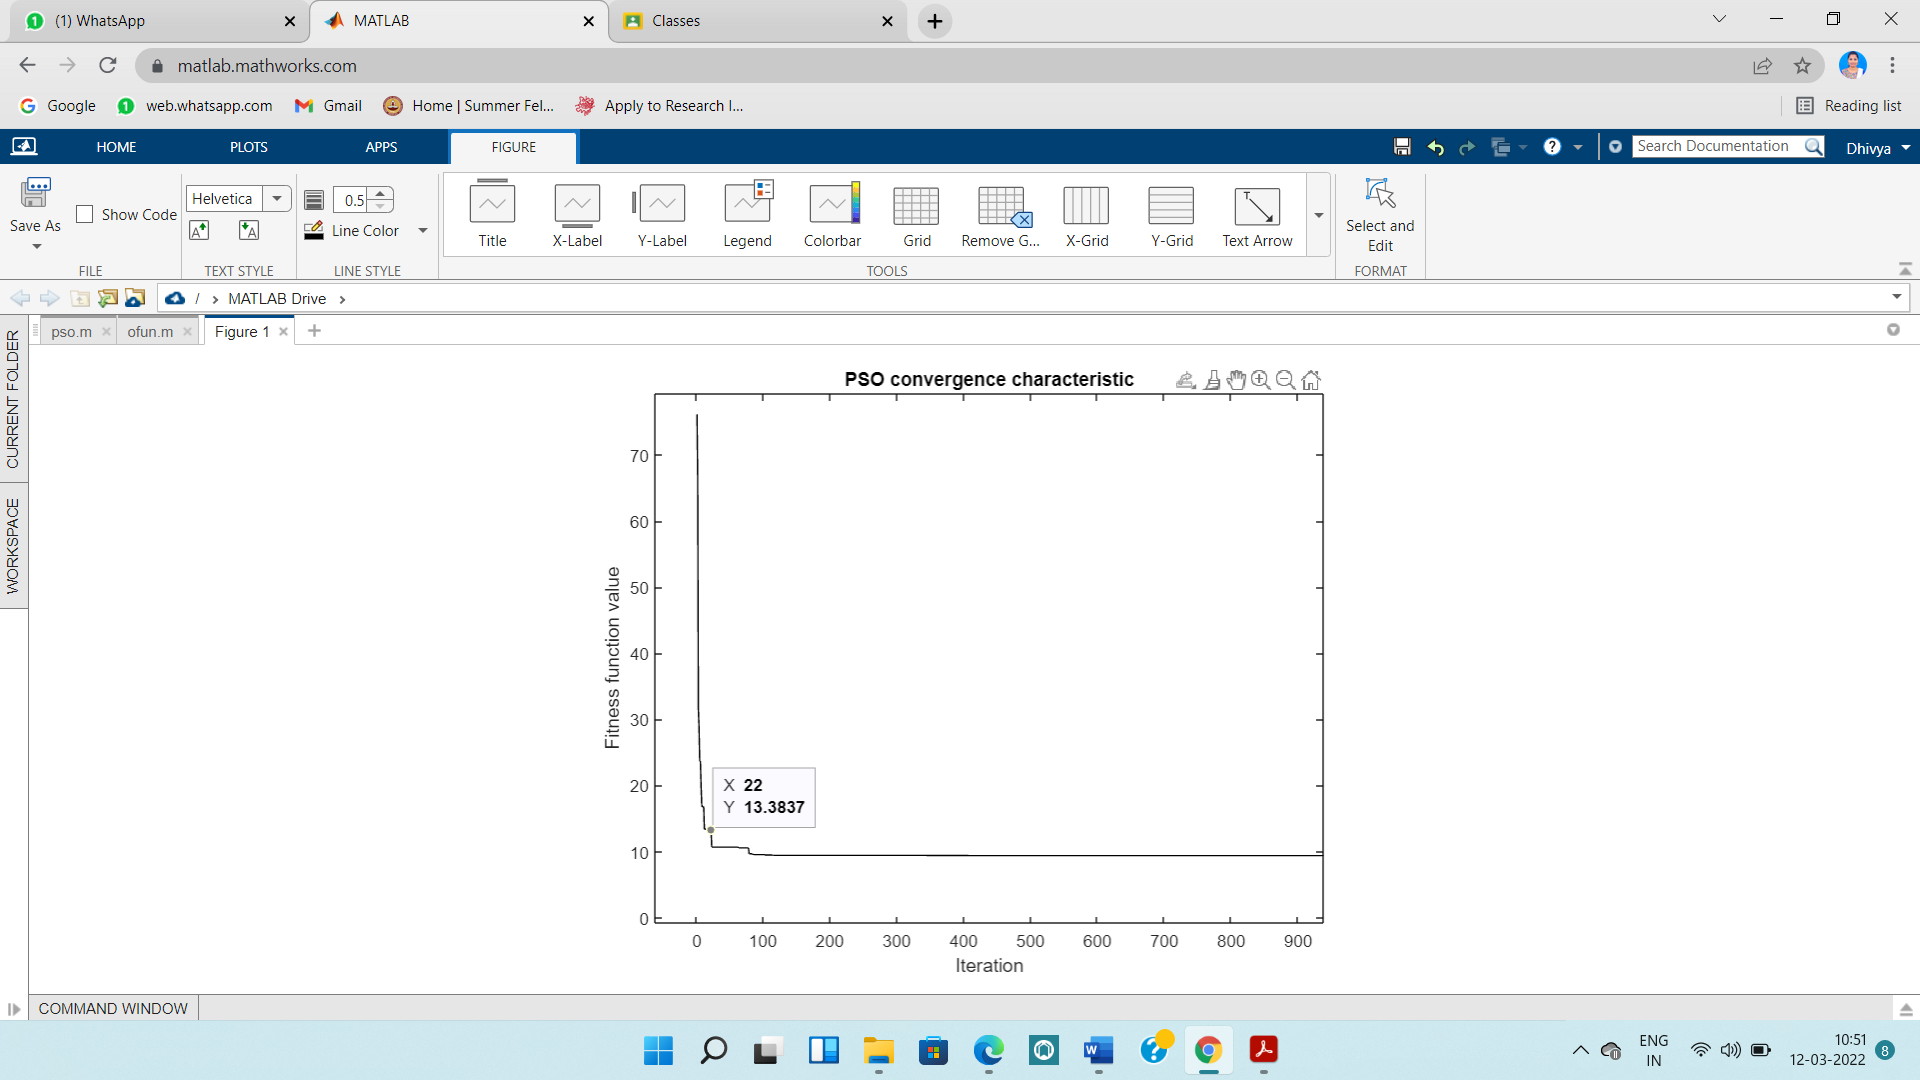 (1) WhatsApp
MATLAB
Classes
matlab.mathworks.com
Google
web.whatsapp.com
Gmail
Home | Summer Fel...
Apply to Research I...
Reading list
HOME
PLOTS
APPS
FIGURE
Search Documentation
Dhivya
Save As
Show Code
Helvetica
0.5
Line Color
Title
X-Label
Y-Label
Legend
Colorbar
Grid
Remove G...
X-Grid
Y-Grid
Text Arrow
Select and
Edit
FILE
TEXT STYLE
LINE STYLE
TOOLS
FORMAT
/ › MATLAB Drive ›
pso.m
ofun.m
Figure 1
CURRENT FOLDER
WORKSPACE
PSO convergence characteristic
Fitness function value
70
60
50
40
30
20
10
0
X 22
Y 13.3837
0 100 200 300 400 500 600 700 800 900
Iteration
COMMAND WINDOW
ENG
IN
10:51
12-03-2022
8